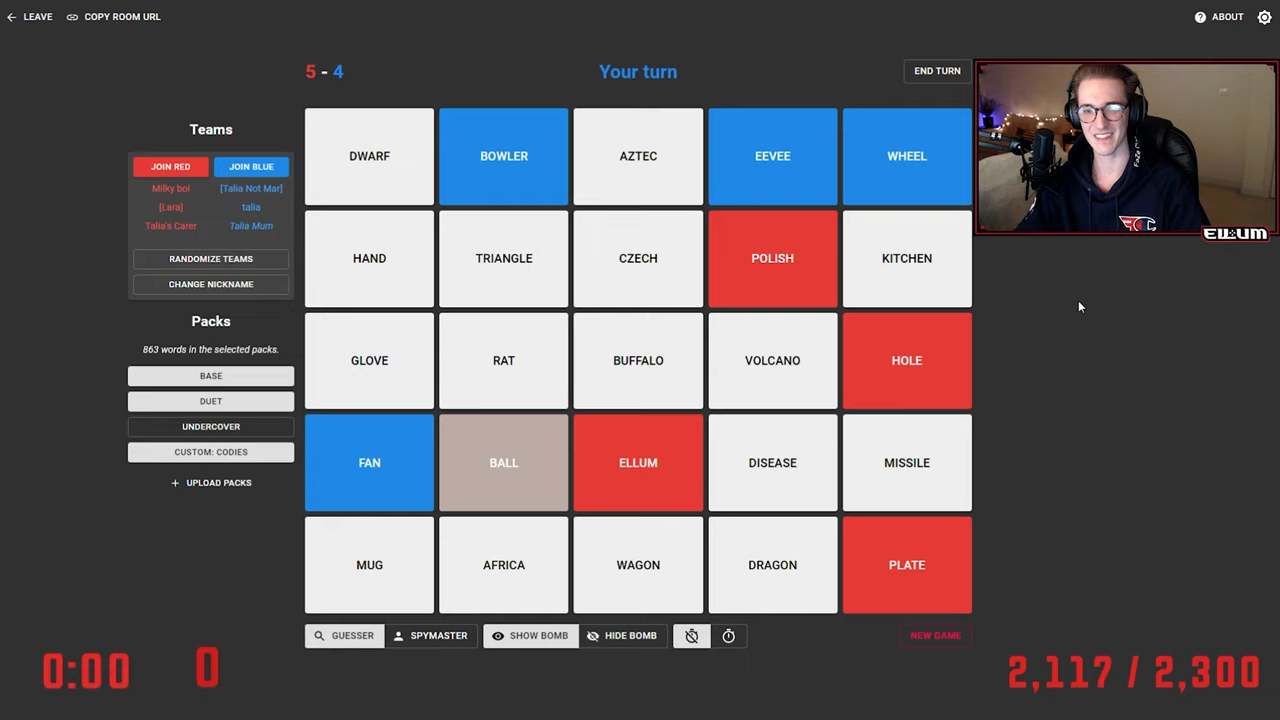 LEAVE
COPY ROOM URL
ABOUT
5 - 4
Your turn
END TURN
Teams
JOIN RED
JOIN BLUE
Milky boi
[Talia Not Mar]
[Lara]
talia
Talia's Carer
Talia Mum
RANDOMIZE TEAMS
CHANGE NICKNAME
Packs
863 words in the selected packs.
BASE
DUET
UNDERCOVER
CUSTOM: CODIES
UPLOAD PACKS
DWARF
BOWLER
AZTEC
EEVEE
WHEEL
HAND
TRIANGLE
CZECH
POLISH
KITCHEN
GLOVE
RAT
BUFFALO
VOLCANO
HOLE
FAN
BALL
ELLUM
DISEASE
MISSILE
MUG
AFRICA
WAGON
DRAGON
PLATE
GUESSER
SPYMASTER
SHOW BOMB
HIDE BOMB
NEW GAME
ELLUM
0:00
0
2,117 / 2,300